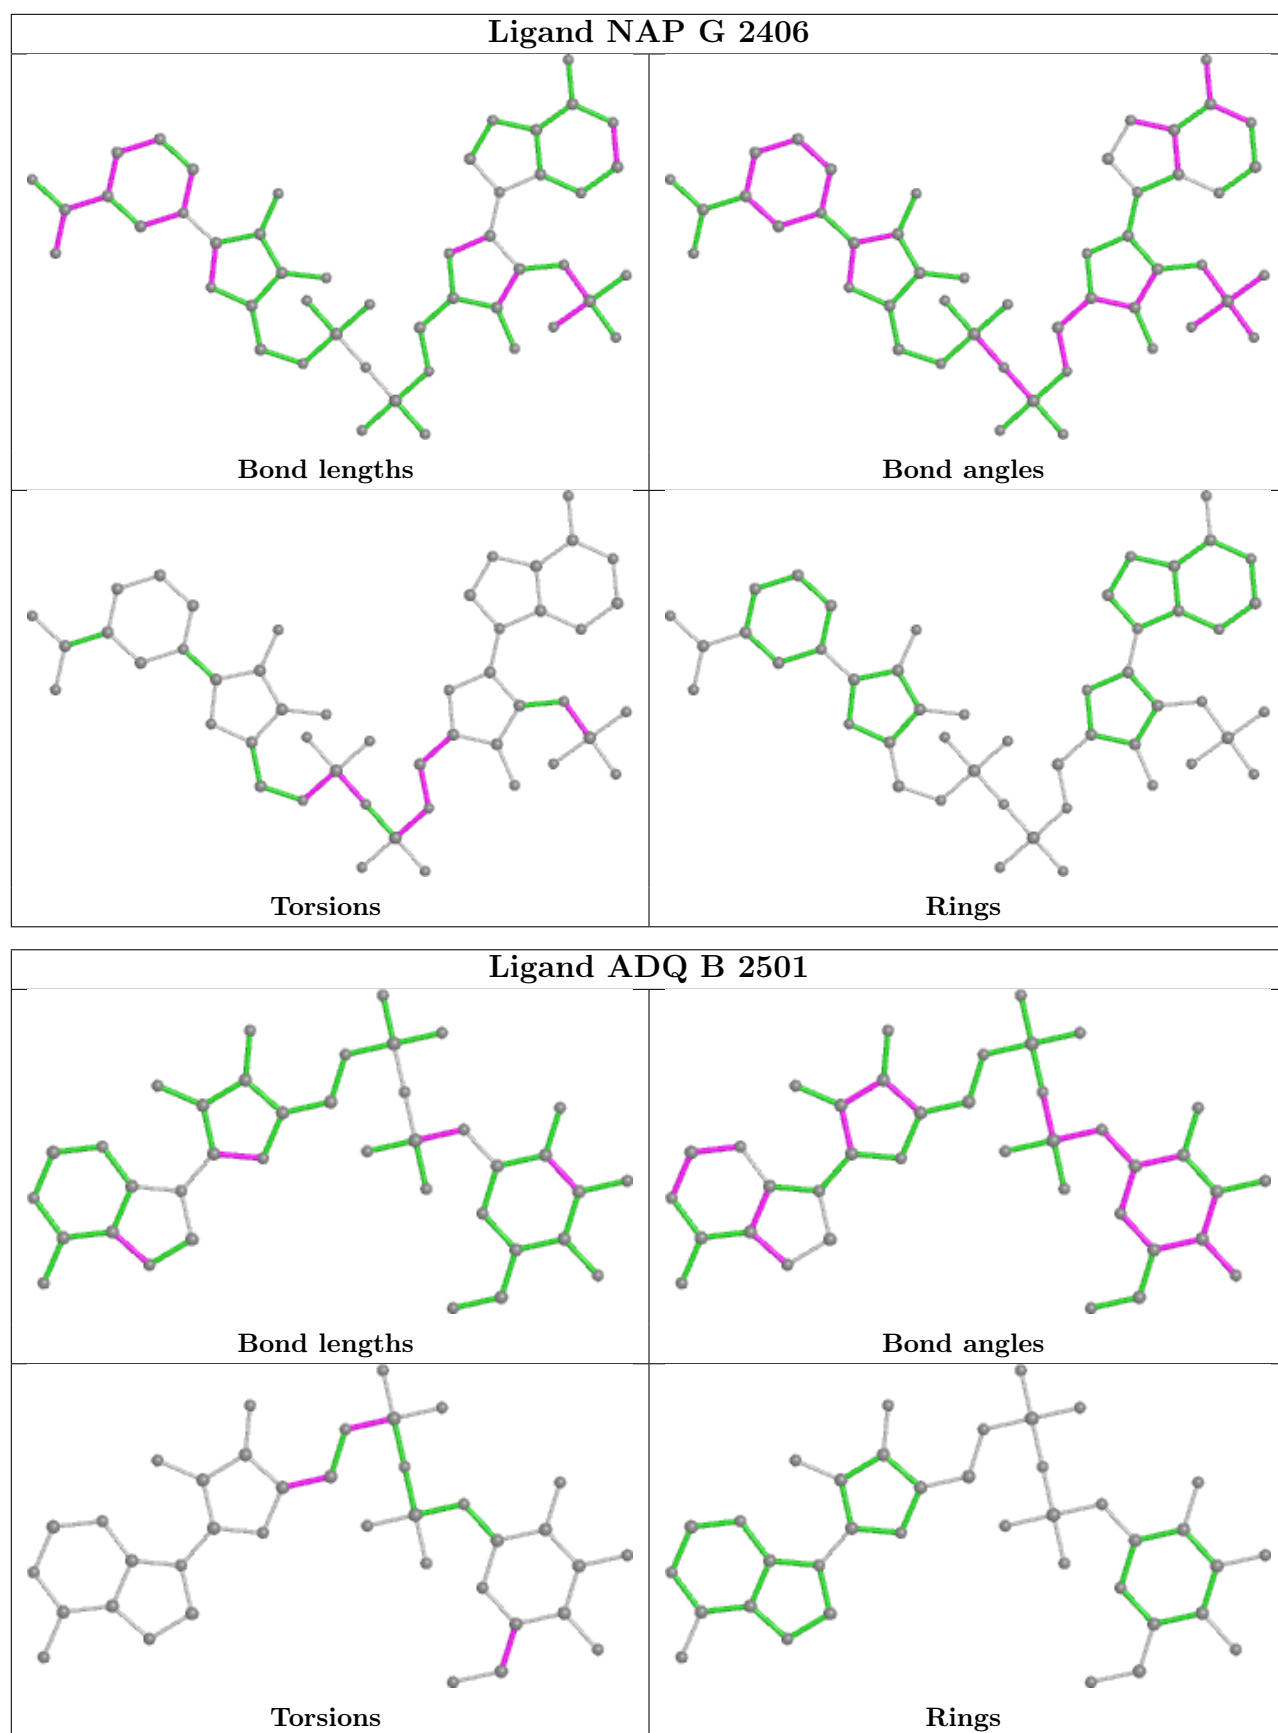 Ligand NAP G 2406
Bond lengths
Bond angles
Torsions
Rings
Ligand ADQ B 2501
Bond lengths
Bond angles
Torsions
Rings